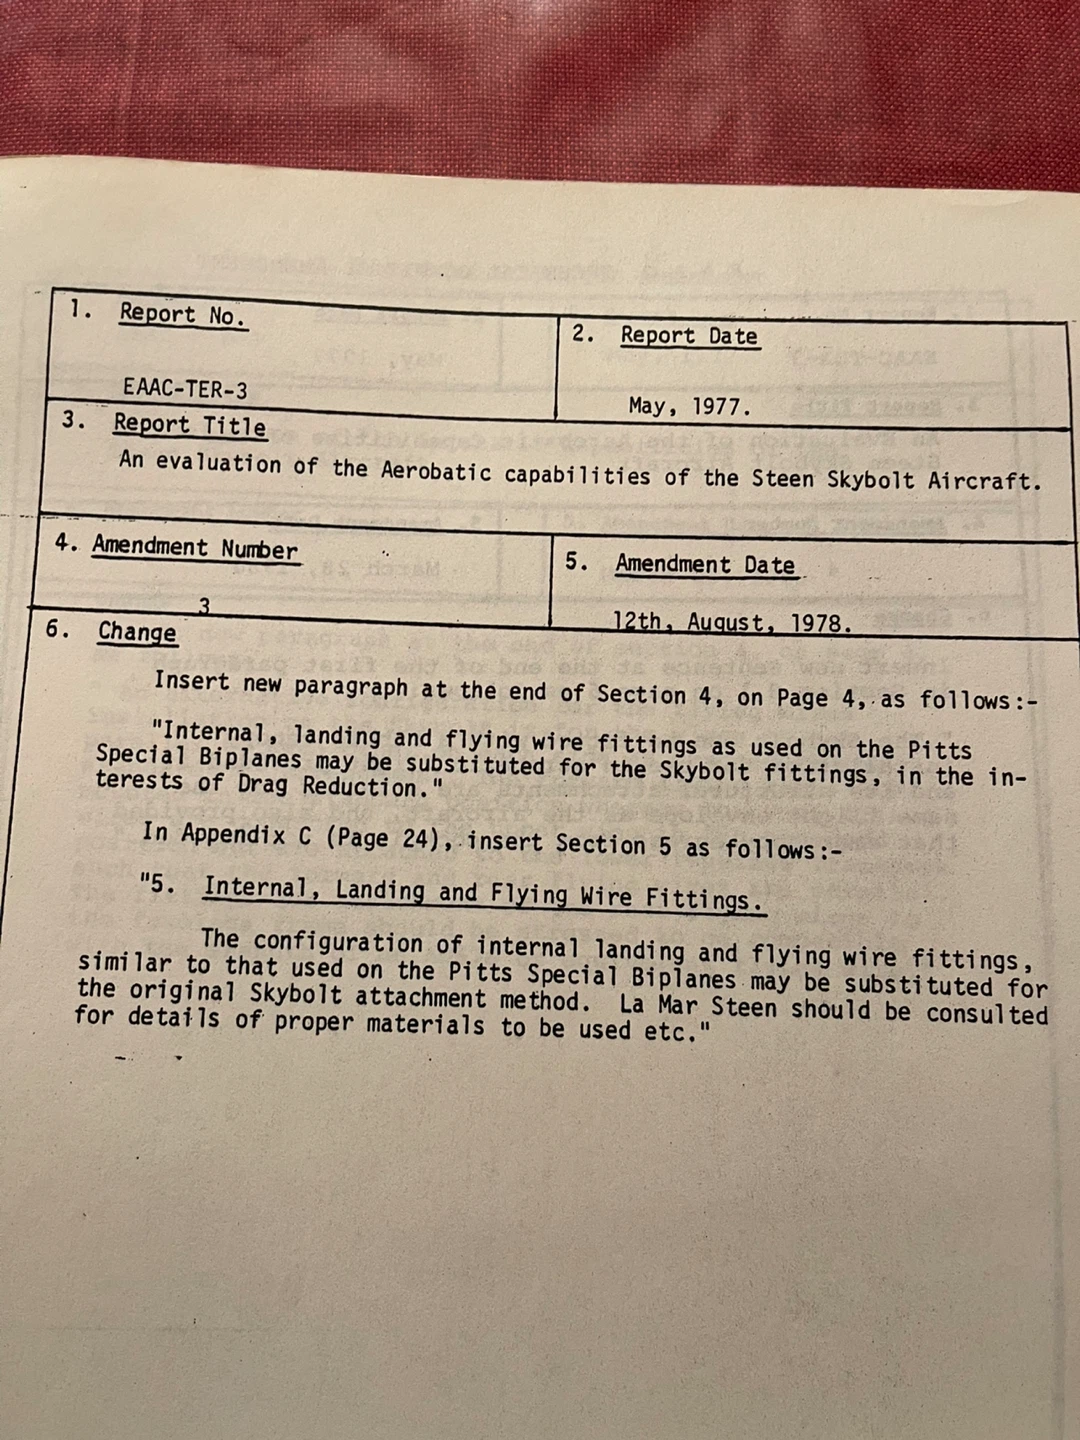 1. Report No.
EAAC-TER-3
2. Report Date
May, 1977.
3. Report Title
An evaluation of the Aerobatic capabilities of the Steen Skybolt Aircraft.
4. Amendment Number
3
5. Amendment Date
12th, August, 1978.
6. Change
Insert new paragraph at the end of Section 4, on Page 4, as follows:-
"Internal, landing and flying wire fittings as used on the Pitts
Special Biplanes may be substituted for the Skybolt fittings, in the in-
terests of Drag Reduction."
In Appendix C (Page 24), insert Section 5 as follows:-
"5. Internal, Landing and Flying Wire Fittings.
The configuration of internal landing and flying wire fittings,
similar to that used on the Pitts Special Biplanes may be substituted for
the original Skybolt attachment method. La Mar Steen should be consulted
for details of proper materials to be used etc."